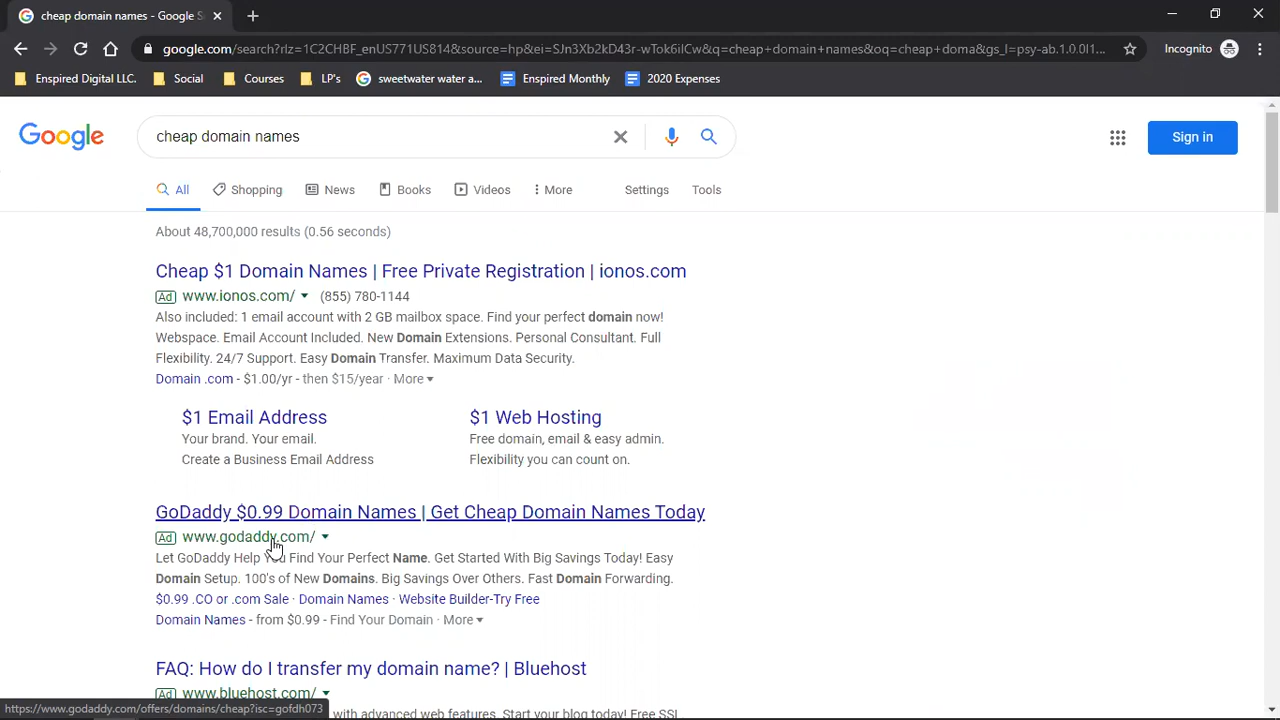 cheap domain names - Google S
google.com/search?rlz=1C2CHBF_enUS771US814&source=hp&ei=SJn3Xb2kD43r-wTok6ilCw&q=cheap+domain+names&oq=cheap+doma&gs_l=psy-ab.1.0.0l1...
Incognito
Enspired Digital LLC.
Social
Courses
LP's
sweetwater water a...
Enspired Monthly
2020 Expenses
Google
cheap domain names
Sign in
All
Shopping
News
Books
Videos
More
Settings
Tools
About 48,700,000 results (0.56 seconds)
Cheap $1 Domain Names | Free Private Registration | ionos.com
Ad www.ionos.com/ (855) 780-1144
Also included: 1 email account with 2 GB mailbox space. Find your perfect domain now!
Webspace. Email Account Included. New Domain Extensions. Personal Consultant. Full
Flexibility. 24/7 Support. Easy Domain Transfer. Maximum Data Security.
Domain .com - $1.00/yr - then $15/year · More
$1 Email Address
Your brand. Your email.
Create a Business Email Address
$1 Web Hosting
Free domain, email & easy admin.
Flexibility you can count on.
GoDaddy $0.99 Domain Names | Get Cheap Domain Names Today
Ad www.godaddy.com/
Let GoDaddy Help You Find Your Perfect Name. Get Started With Big Savings Today! Easy
Domain Setup. 100's of New Domains. Big Savings Over Others. Fast Domain Forwarding.
$0.99 .CO or .com Sale · Domain Names · Website Builder-Try Free
Domain Names - from $0.99 - Find Your Domain · More
FAQ: How do I transfer my domain name? | Bluehost
Ad www.bluehost.com/
https://www.godaddy.com/offers/domains/cheap?isc=gofdh073
with advanced web features. Start your blog today! Free SSL